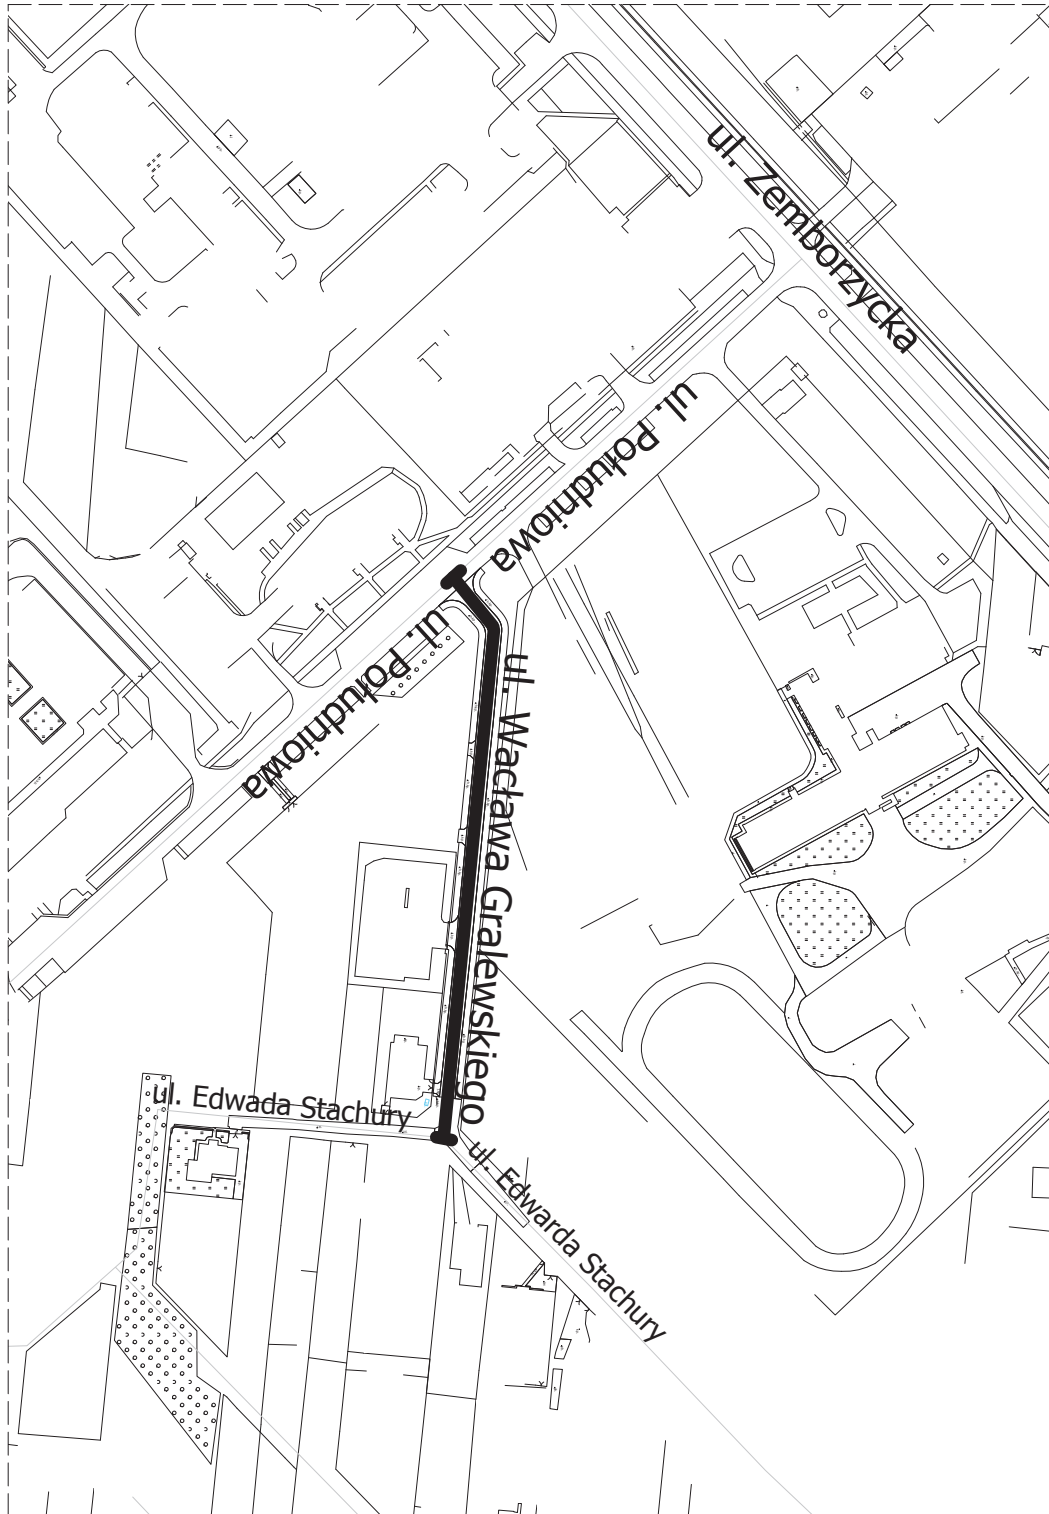 ul. Zemborzycka
ul. Południowa
ul. Południowa
ul. Wacława Gralewskiego
ul. Edwada Stachury
ul. Edwarda Stachury